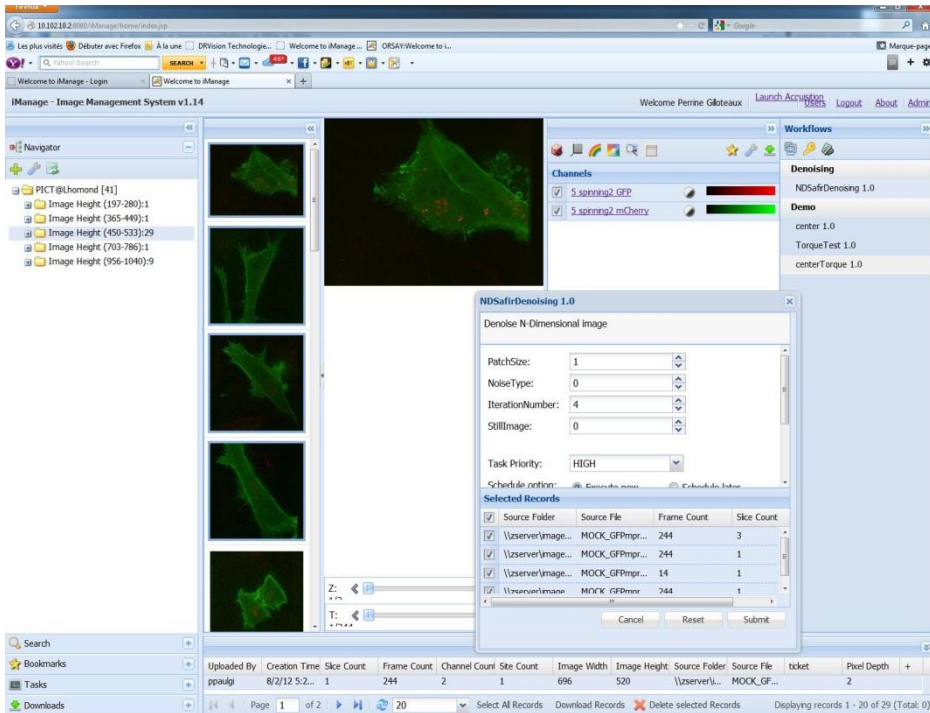 Firefox
10.102.10.2:8080/iManage/home/index.jsp
Google
Les plus visités Débuter avec Firefox À la une DRVision Technologie... Welcome to iManage ... ORSAY:Welcome to i...
Marque-page
Yahoo! Search SEARCH
Welcome to iManage - Login Welcome to iManage
iManage - Image Management System v1.14
Welcome Perrine Giloteaux Launch Acquisition Users Logout About Admin
Navigator
PICT@Lhomond [41]
Image Height (197-280):1
Image Height (365-449):1
Image Height (450-533):29
Image Height (703-786):1
Image Height (956-1040):9
Channels
5 spinning2 GFP
5 spinning2 mCherry
Workflows
Denoising
NDSafirDenoising 1.0
Demo
center 1.0
TorqueTest 1.0
centerTorque 1.0
NDSafirDenoising 1.0
Denoise N-Dimensional image
PatchSize: 1
NoiseType: 0
IterationNumber: 4
StillImage: 0
Task Priority: HIGH
Schedule option: Execute now Schedule later
Selected Records
Source Folder Source File Frame Count Slice Count
\\zserver\image... MOCK_GFPmpr... 244 3
\\zserver\image... MOCK_GFPmpr... 244 1
\\zserver\image... MOCK_GFPmpr... 14 1
\\zserver\image... MOCK_GFPmpr... 244 1
Cancel Reset Submit
Z:
T:
1/244
Search
Bookmarks
Tasks
Downloads
Uploaded By Creation Time Slice Count Frame Count Channel Count Site Count Image Width Image Height Source Folder Source File ticket Pixel Depth +
ppaulgi 8/2/12 5:2... 1 244 2 1 696 520 \\zserver\i... MOCK_GF... 2
Page 1 of 2 20 Select All Records Download Records Delete selected Records Displaying records 1 - 20 of 29 (Total: 0)